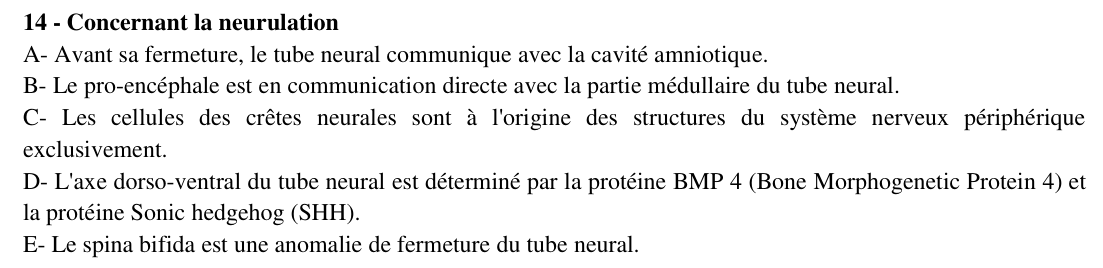 14 - Concernant la neurulation
A- Avant sa fermeture, le tube neural communique avec la cavité amniotique.
B- Le pro-encéphale est en communication directe avec la partie médullaire du tube neural.
C- Les cellules des crêtes neurales sont à l'origine des structures du système nerveux périphérique
exclusivement.
D- L'axe dorso-ventral du tube neural est déterminé par la protéine BMP 4 (Bone Morphogenetic Protein 4) et
la protéine Sonic hedgehog (SHH).
E- Le spina bifida est une anomalie de fermeture du tube neural.